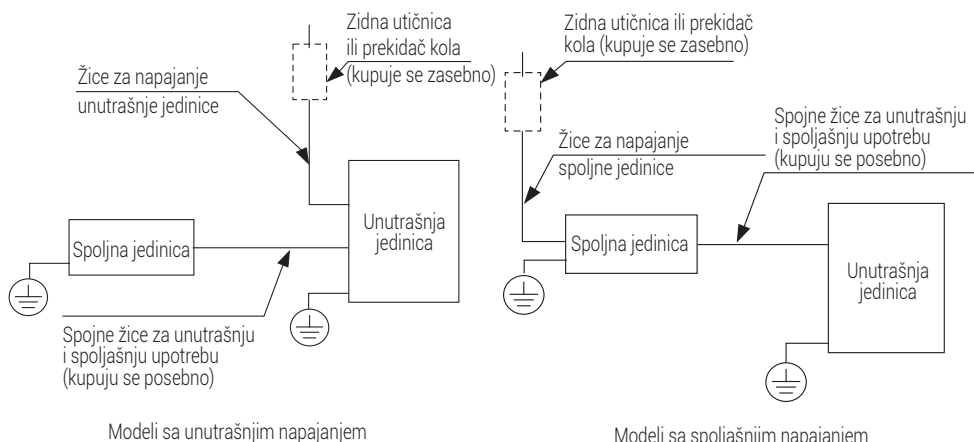 Zidna utičnica
ili prekidač kola
(kupuje se zasebno)
Žice za napajanje
unutrašnje jedinice
Unutrašnja
jedinica
Spoljna jedinica
Spojne žice za unutrašnju
i spoljašnju upotrebu
(kupuju se posebno)
Modeli sa unutrašnjim napajanjem
Zidna utičnica ili prekidač
kola (kupuje se zasebno)
Žice za napajanje
spoljne jedinice
Spojne žice za unutrašnju
i spoljašnju upotrebu
(kupuju se posebno)
Spoljna jedinica
Unutrašnja
jedinica
Modeli sa spoljašnjim napajanjem